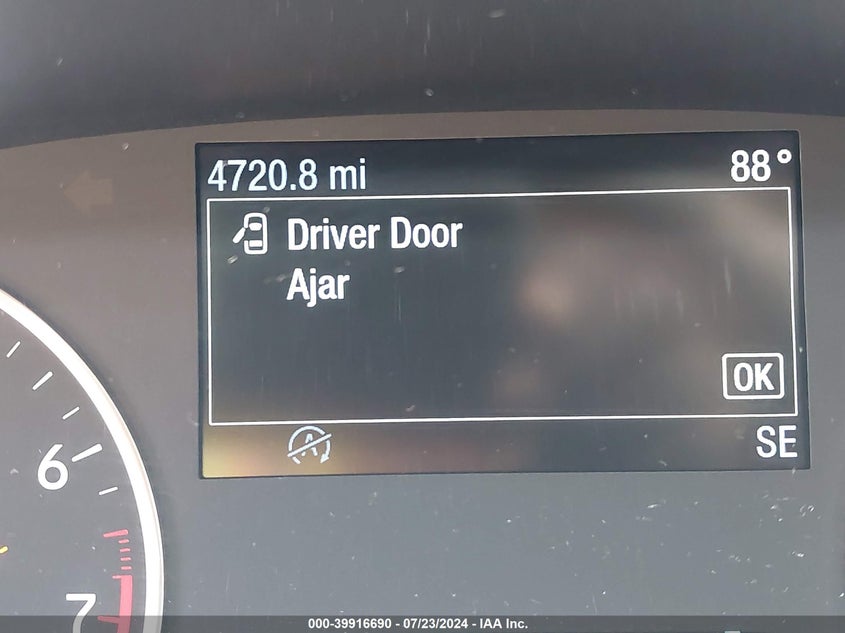 4720.8 mi 88°
Driver Door
Ajar
OK
A
SE
6
7
000-39916690 - 07/23/2024 - IAA Inc.